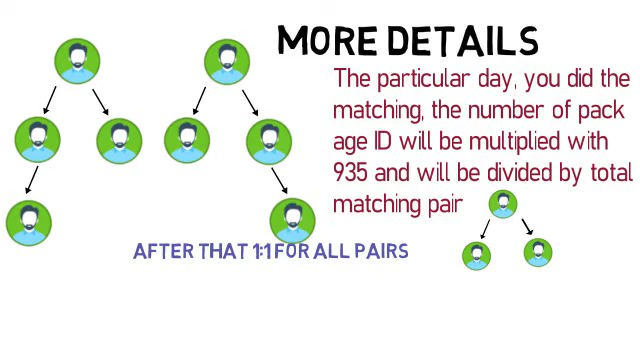 MORE DETAILS
The particular day, you did the
matching, the number of pack
age ID will be multiplied with
935 and will be divided by total
matching pair
AFTER THAT 1:1 FOR ALL PAIRS